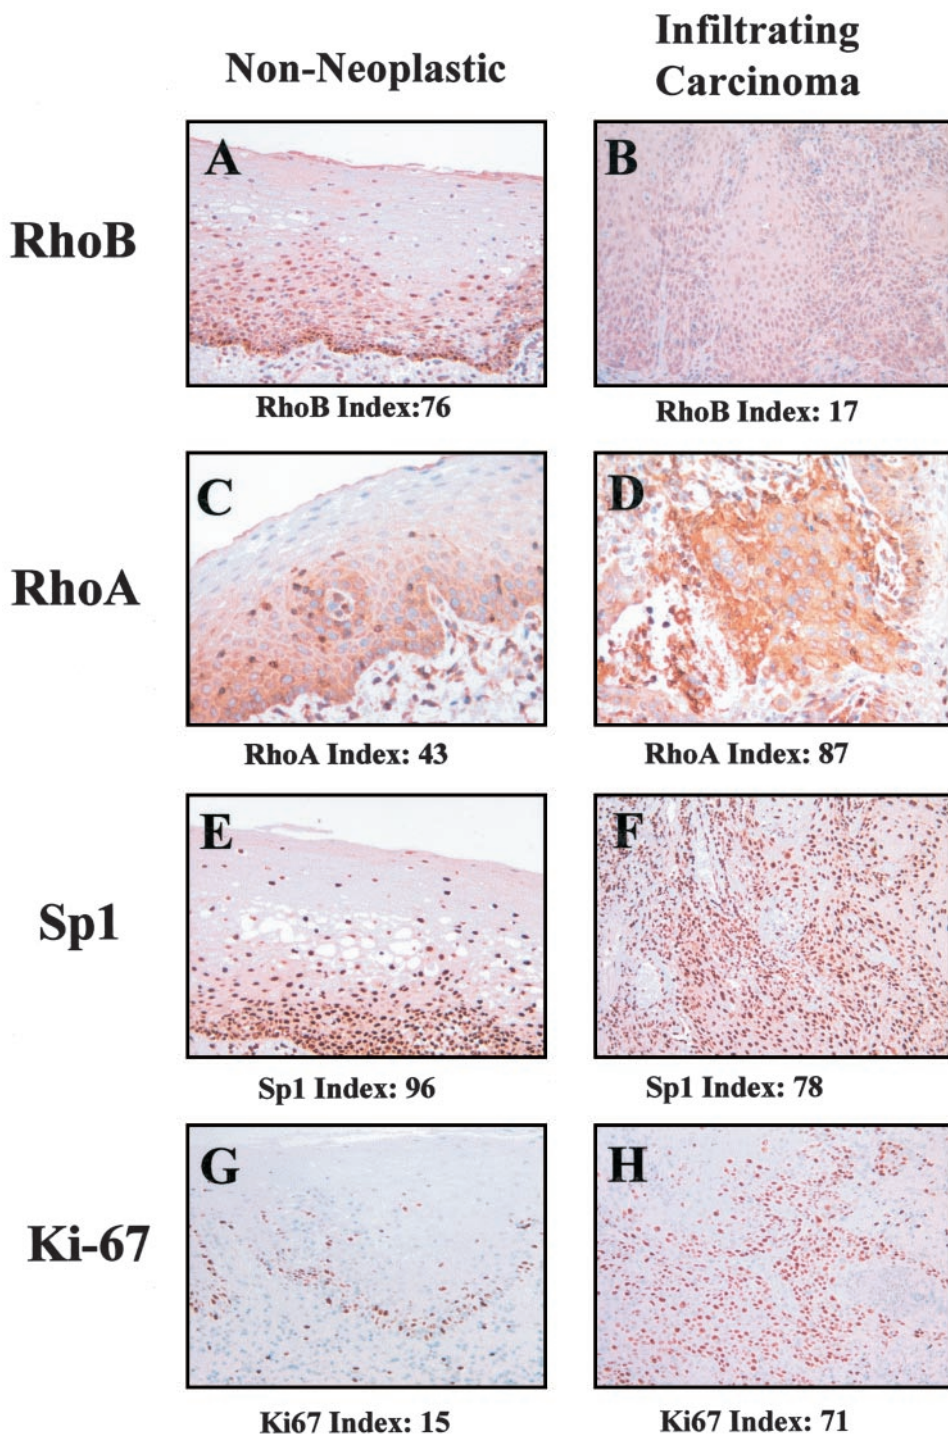 Non-Neoplastic
Infiltrating
Carcinoma
RhoB
A
B
RhoB Index:76
RhoB Index: 17
RhoA
C
D
RhoA Index: 43
RhoA Index: 87
Sp1
E
F
Sp1 Index: 96
Sp1 Index: 78
Ki-67
G
H
Ki67 Index: 15
Ki67 Index: 71